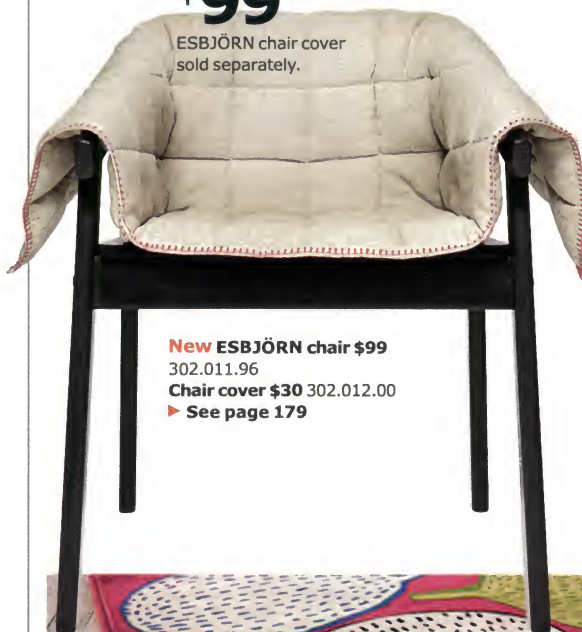 $99
ESBJÖRN chair cover
sold separately.
New ESBJÖRN chair $99
302.011.96
Chair cover $30 302.012.00
▶ See page 179